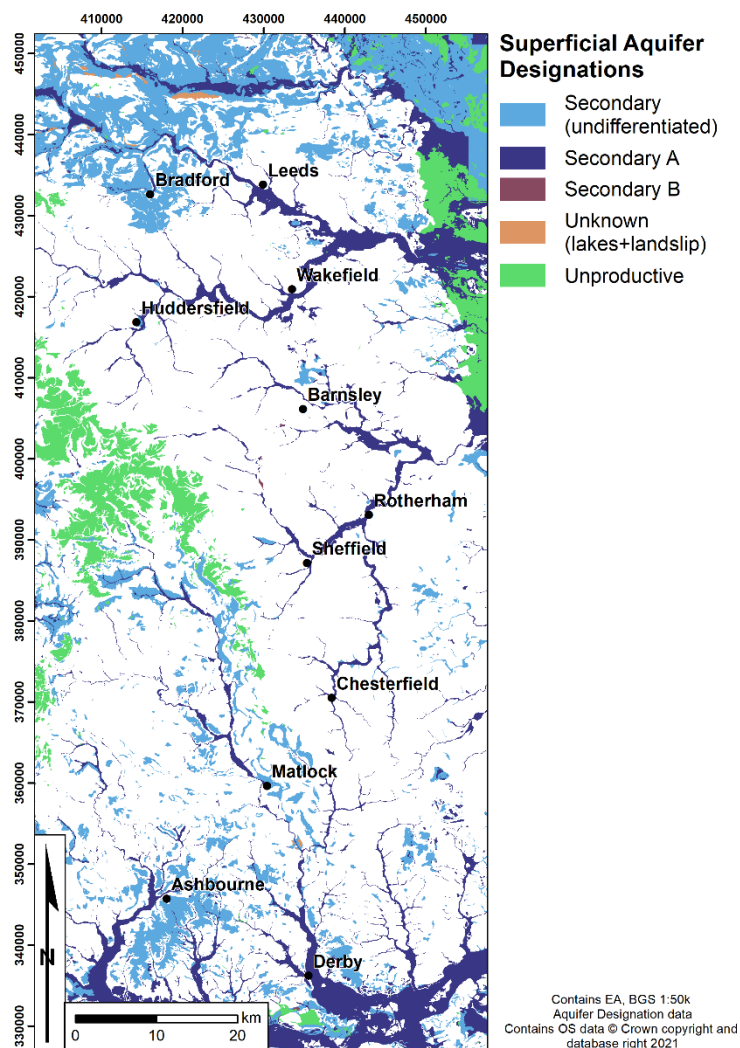 410000 420000 430000 440000 450000
Superficial Aquifer
Designations
Secondary
(undifferentiated)
Secondary A
Secondary B
Unknown
(lakes+landslip)
Unproductive
450000
440000
430000
420000
410000
400000
390000
380000
370000
360000
350000
340000
330000
Bradford
Leeds
Wakefield
Huddersfield
Barnsley
Rotherham
Sheffield
Chesterfield
Matlock
Ashbourne
Derby
N
km
0 10 20
Contains EA, BGS 1:50k
Aquifer Designation data
Contains OS data © Crown copyright and
database right 2021